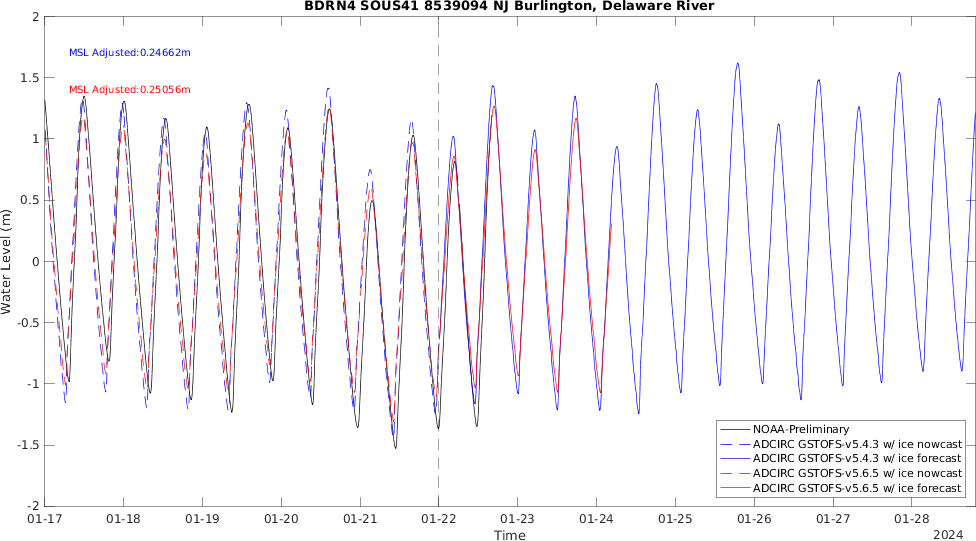 BDRN4 SOUS41 8539094 NJ Burlington, Delaware River
2
1.5
1
0.5
0
-0.5
-1
-1.5
-2
Water Level (m)
MSL Adjusted:0.24662m
MSL Adjusted:0.25056m
NOAA-Preliminary
ADCIRC GSTOFS-v5.4.3 w/ ice nowcast
ADCIRC GSTOFS-v5.4.3 w/ ice forecast
ADCIRC GSTOFS-v5.6.5 w/ ice nowcast
ADCIRC GSTOFS-v5.6.5 w/ ice forecast
01-17 01-18 01-19 01-20 01-21 01-22 01-23 01-24 01-25 01-26 01-27 01-28
Time
2024